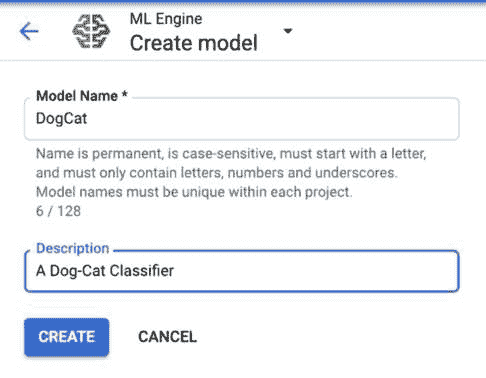 ML Engine
Create model
Model Name *
DogCat
Name is permanent, is case-sensitive, must start with a letter,
and must only contain letters, numbers and underscores.
Model names must be unique within each project.
6 / 128
Description
A Dog-Cat Classifier
CREATE CANCEL